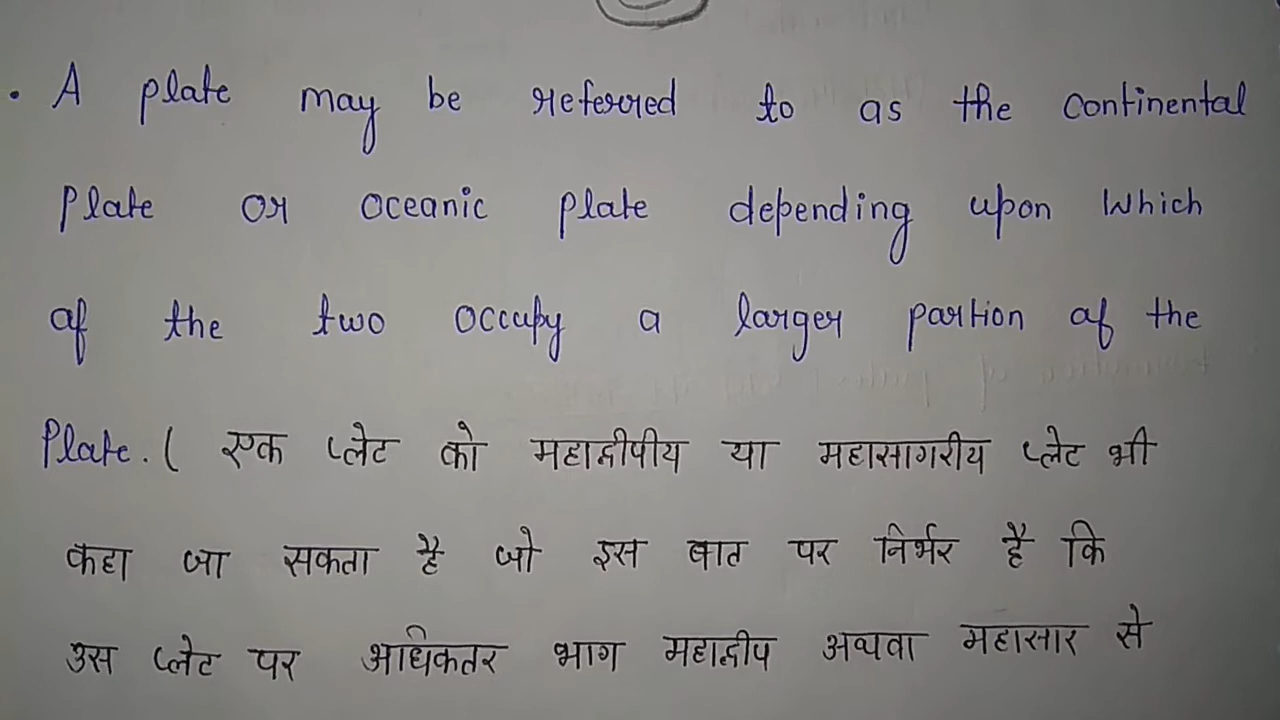 • A plate may be referred to as the continental
Plate or oceanic plate depending upon which
of the two occupy a larger portion of the
Plate. ( एक प्लेट को महाद्वीपीय या महासागरीय प्लेट भी
कहा जा सकता है जो इस बात पर निर्भर है कि
उस प्लेट पर अधिकतर भाग महाद्वीप अथवा महासार से